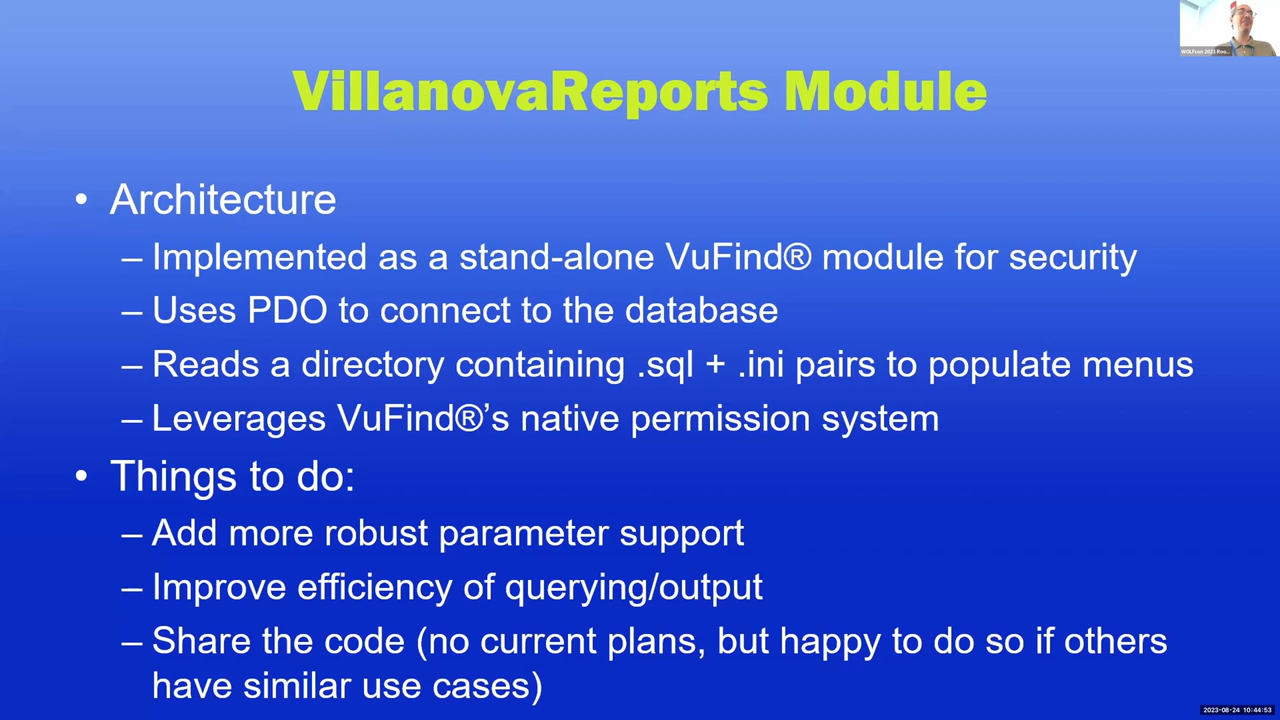 WOLFcon 2023 Roo...
VillanovaReports Module
• Architecture
– Implemented as a stand-alone VuFind® module for security
– Uses PDO to connect to the database
– Reads a directory containing .sql + .ini pairs to populate menus
– Leverages VuFind®’s native permission system
• Things to do:
– Add more robust parameter support
– Improve efficiency of querying/output
– Share the code (no current plans, but happy to do so if others
have similar use cases)
2023-08-24 10:44:53